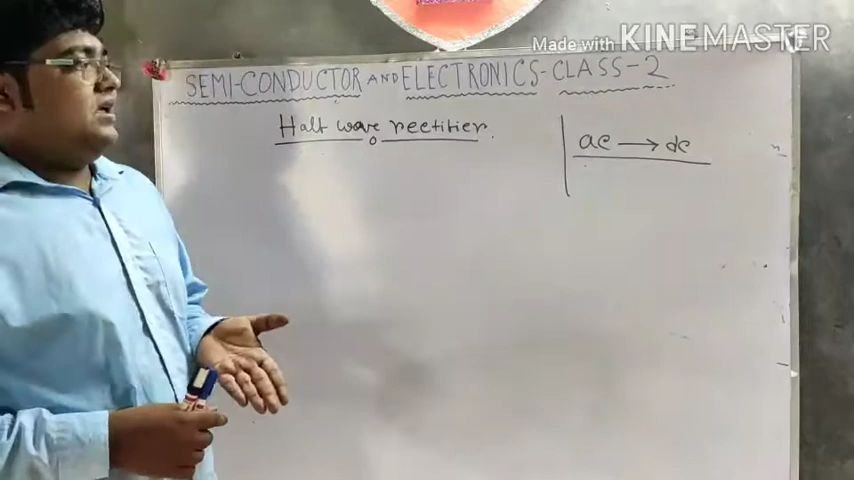 Made with KINEMASTER
SEMI-CONDUCTOR AND ELECTRONICS-CLASS-2
Half wave rectifier.
ac → dc